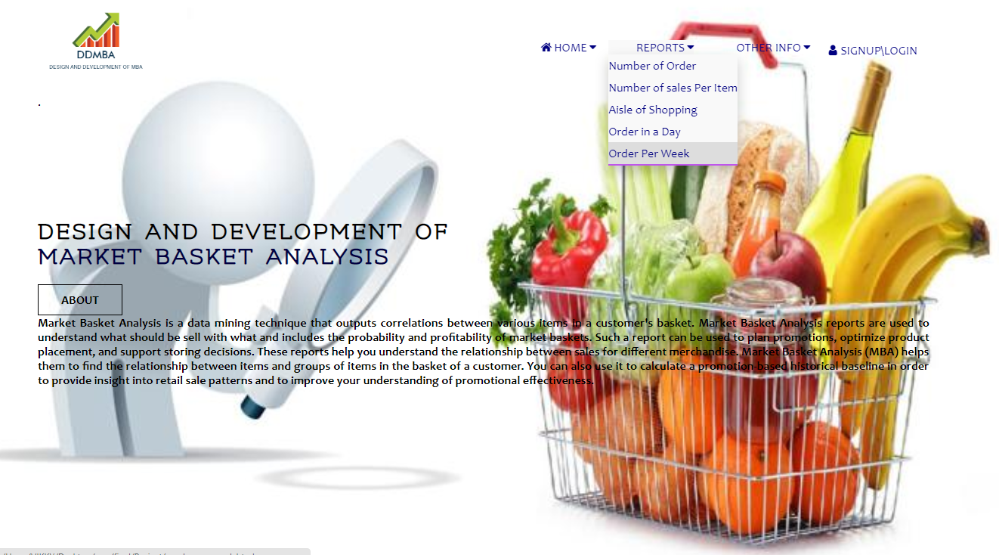 DDMBA
DESIGN AND DEVELOPMENT OF MBA
HOME REPORTS OTHER INFO SIGNUP\LOGIN
Number of Order
Number of sales Per Item
Aisle of Shopping
Order in a Day
Order Per Week
.
DESIGN AND DEVELOPMENT OF
MARKET BASKET ANALYSIS
ABOUT
Market Basket Analysis is a data mining technique that outputs correlations between various items in a customer's basket. Market Basket Analysis reports are used to
understand what should be sell with what and includes the probability and profitability of market baskets. Such a report can be used to plan promotions, optimize product
placement, and support storing decisions. These reports help you understand the relationship between sales for different merchandise. Market Basket Analysis (MBA) helps
them to find the relationship between items and groups of items in the basket of a customer. You can also use it to calculate a promotion-based historical baseline in order
to provide insight into retail sale patterns and to improve your understanding of promotional effectiveness.